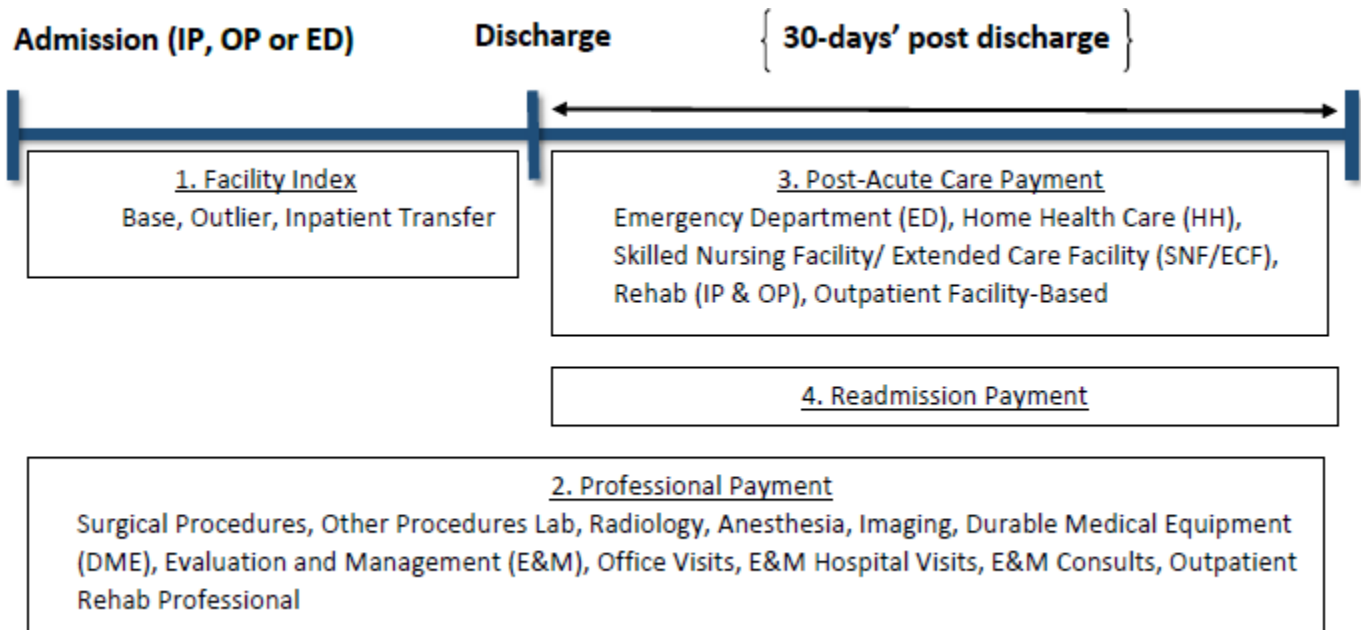 Admission (IP, OP or ED)
Discharge
{ 30-days’ post discharge }
1. Facility Index
Base, Outlier, Inpatient Transfer
3. Post-Acute Care Payment
Emergency Department (ED), Home Health Care (HH),
Skilled Nursing Facility/ Extended Care Facility (SNF/ECF),
Rehab (IP & OP), Outpatient Facility-Based
4. Readmission Payment
2. Professional Payment
Surgical Procedures, Other Procedures Lab, Radiology, Anesthesia, Imaging, Durable Medical Equipment
(DME), Evaluation and Management (E&M), Office Visits, E&M Hospital Visits, E&M Consults, Outpatient
Rehab Professional